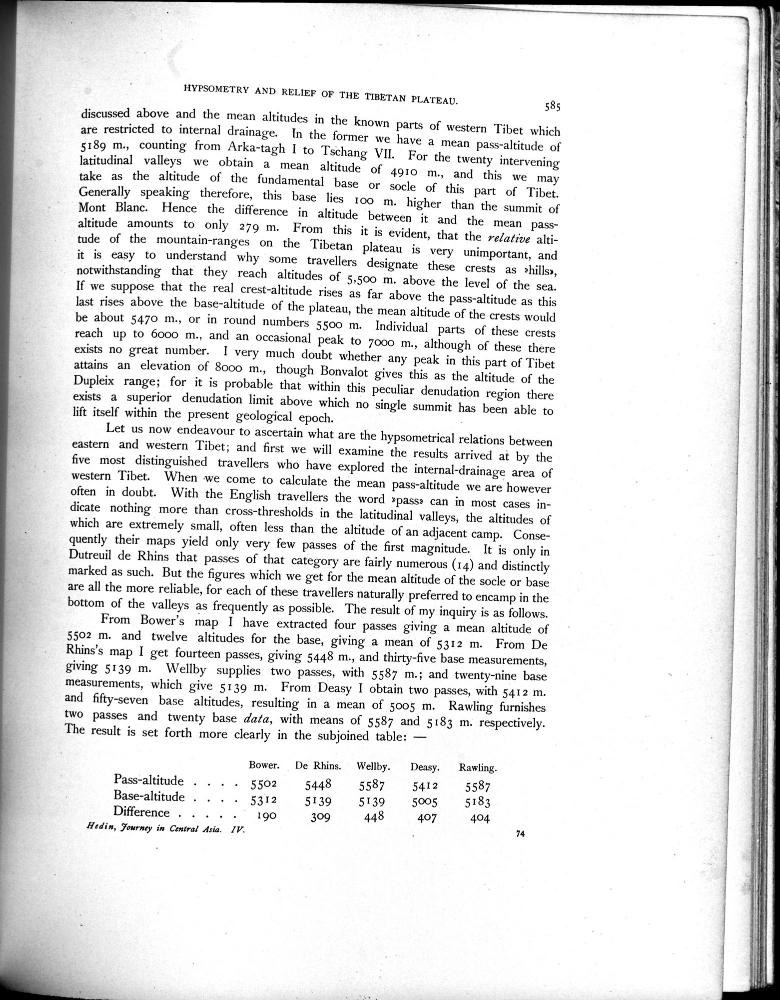 HYPSOMETRY AND RELIEF OF THE TIBETAN PLATEAU. 585
discussed above and the mean altitudes in the known parts of western Tibet which
are restricted to internal drainage. In the former we have a mean pass-altitude of
5189 m., counting from Arka-tagh I to Tschang VII. For the twenty intervening
latitudinal valleys we obtain a mean altitude of 4910 m., and this we may
take as the altitude of the fundamental base or socle of this part of Tibet.
Generally speaking therefore, this base lies 100 m. higher than the summit of
Mont Blanc. Hence the difference in altitude between it and the mean pass-
altitude amounts to only 279 m. From this it is evident, that the relative alti-
tude of the mountain-ranges on the Tibetan plateau is very unimportant, and
it is easy to understand why some travellers designate these crests as »hills»,
notwithstanding that they reach altitudes of 5,500 m. above the level of the sea.
If we suppose that the real crest-altitude rises as far above the pass-altitude as this
last rises above the base-altitude of the plateau, the mean altitude of the crests would
be about 5470 m., or in round numbers 5500 m. Individual parts of these crests
reach up to 6000 m., and an occasional peak to 7000 m., although of these there
exists no great number. I very much doubt whether any peak in this part of Tibet
attains an elevation of 8000 m., though Bonvalot gives this as the altitude of the
Dupleix range; for it is probable that within this peculiar denudation region there
exists a superior denudation limit above which no single summit has been able to
lift itself within the present geological epoch.
Let us now endeavour to ascertain what are the hypsometrical relations between
eastern and western Tibet; and first we will examine the results arrived at by the
five most distinguished travellers who have explored the internal-drainage area of
western Tibet. When we come to calculate the mean pass-altitude we are however
often in doubt. With the English travellers the word »pass» can in most cases in-
dicate nothing more than cross-thresholds in the latitudinal valleys, the altitudes of
which are extremely small, often less than the altitude of an adjacent camp. Conse-
quently their maps yield only very few passes of the first magnitude. It is only in
Dutreuil de Rhins that passes of that category are fairly numerous (14) and distinctly
marked as such. But the figures which we get for the mean altitude of the socle or base
are all the more reliable, for each of these travellers naturally preferred to encamp in the
bottom of the valleys as frequently as possible. The result of my inquiry is as follows.
From Bower's map I have extracted four passes giving a mean altitude of
5502 m. and twelve altitudes for the base, giving a mean of 5312 m. From De
Rhins's map I get fourteen passes, giving 5448 m., and thirty-five base measurements,
giving 5139 m. Wellby supplies two passes, with 5587 m.; and twenty-nine base
measurements, which give 5139 m. From Deasy I obtain two passes, with 5412 m.
and fifty-seven base altitudes, resulting in a mean of 5005 m. Rawling furnishes
two passes and twenty base data, with means of 5587 and 5183 m. respectively.
The result is set forth more clearly in the subjoined table: —
Bower. De Rhins. Wellby. Deasy. Rawling.
Pass-altitude . . . . 5502 5448 5587 5412 5587
Base-altitude . . . . 5312 5139 5139 5005 5183
Difference . . . . . 190 309 448 407 404
Hedin, Journey in Central Asia. IV. 74